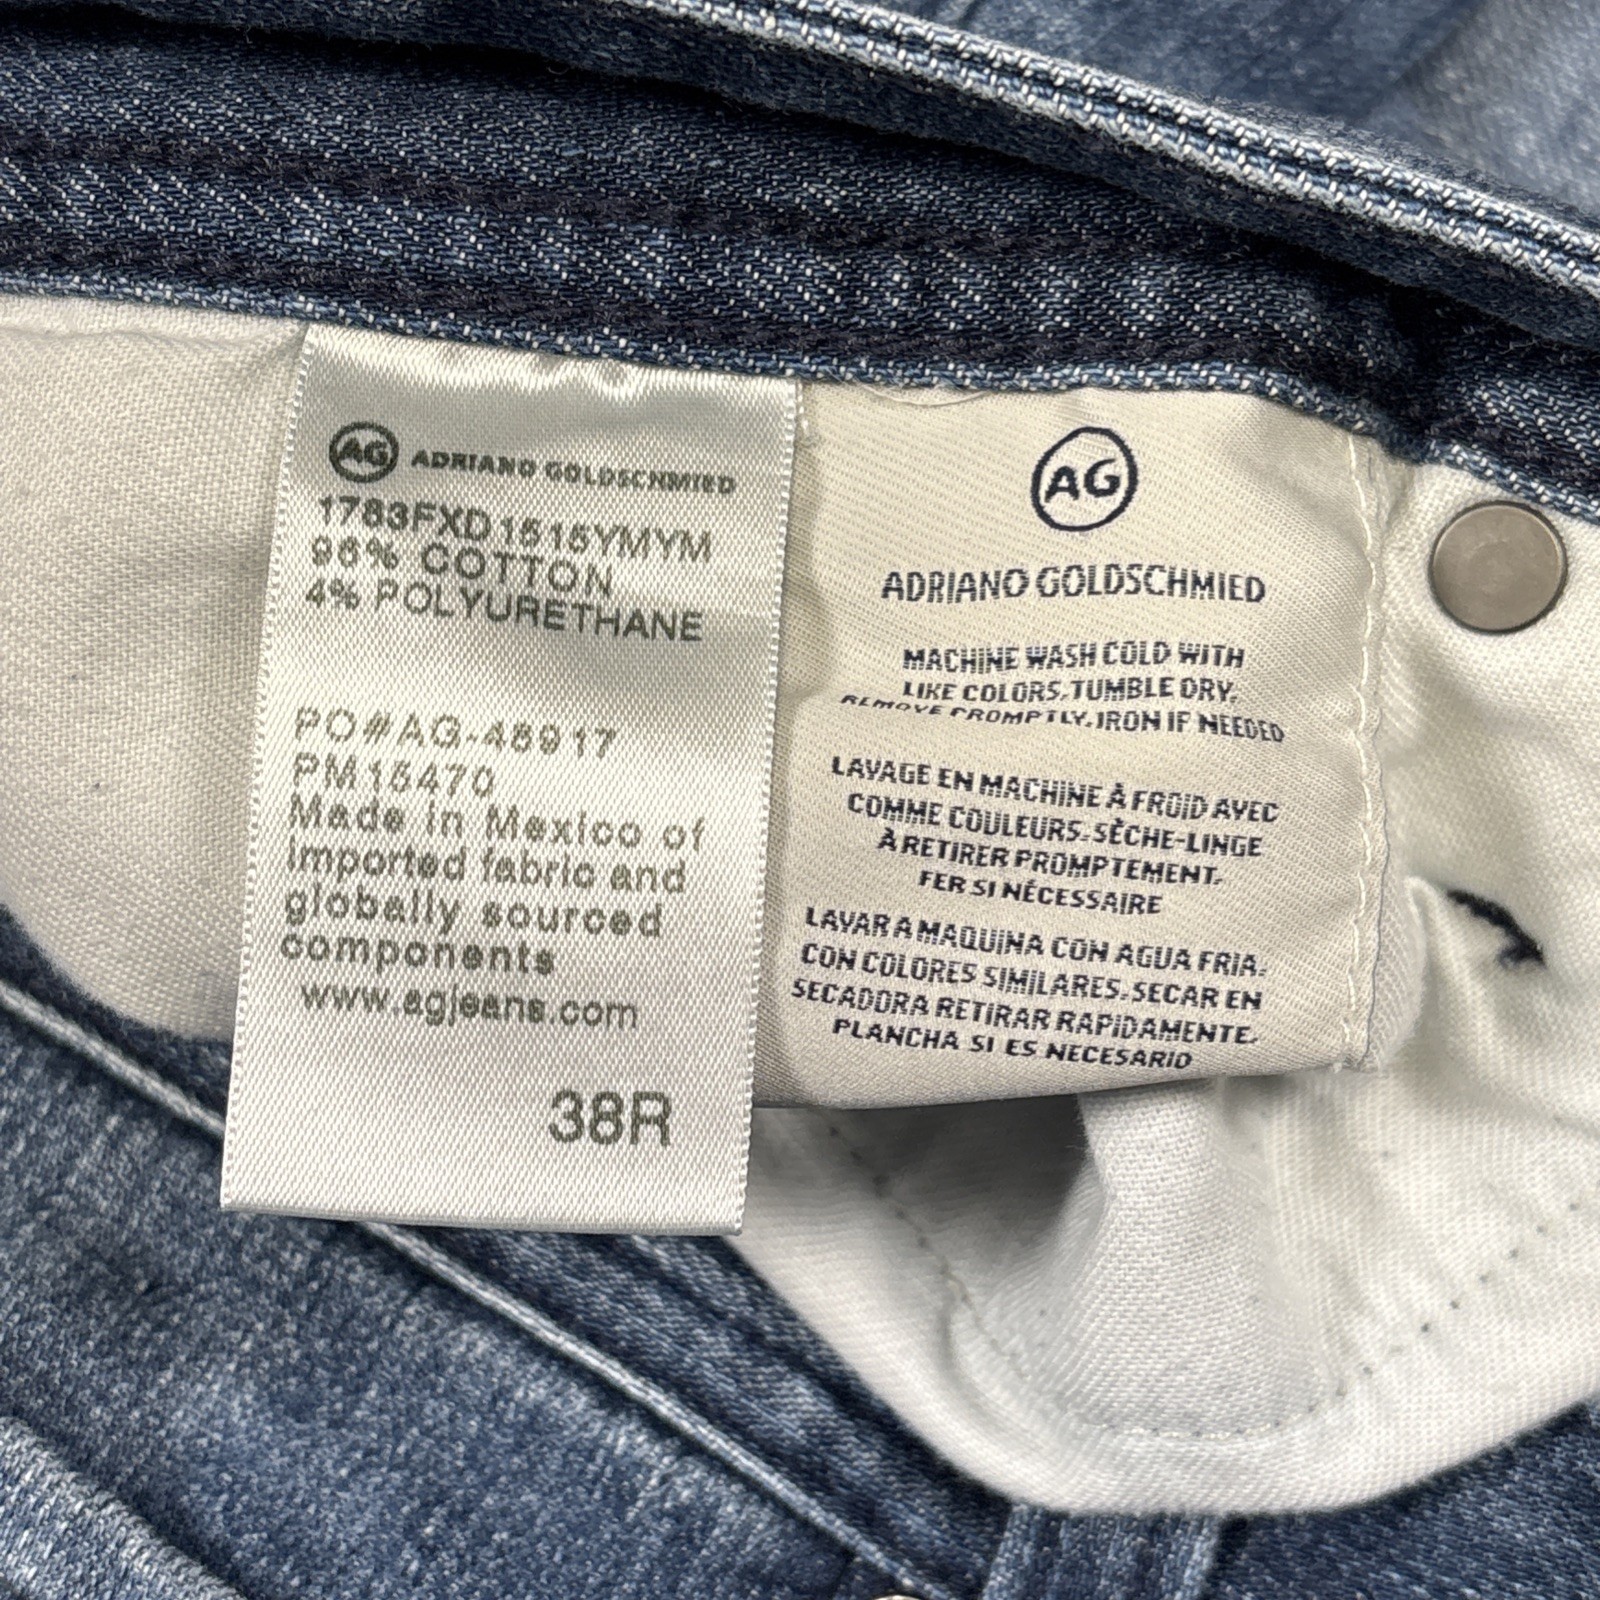 AG ADRIANO GOLDSCHMIED
1783FXD1515YMYM
96% COTTON
4% POLYURETHANE
PO#AG-48917
PM15470
Made in Mexico of
imported fabric and
globally sourced
components
www.agjeans.com
38R
AG
ADRIANO GOLDSCHMIED
MACHINE WASH COLD WITH
LIKE COLORS. TUMBLE DRY.
REMOVE PROMPTLY. IRON IF NEEDED
LAVAGE EN MACHINE À FROID AVEC
COMME COULEURS. SÈCHE-LINGE
À RETIRER PROMPTEMENT.
FER SI NÉCESSAIRE
LAVAR A MAQUINA CON AGUA FRIA.
CON COLORES SIMILARES. SECAR EN
SECADORA RETIRAR RAPIDAMENTE.
PLANCHA SI ES NECESARIO